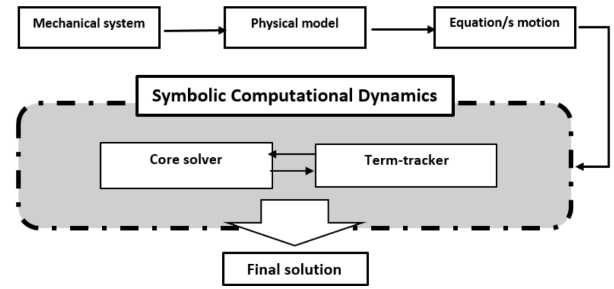 Mechanical system
Physical model
Equation/s motion
Symbolic Computational Dynamics
Core solver
Term-tracker
Final solution